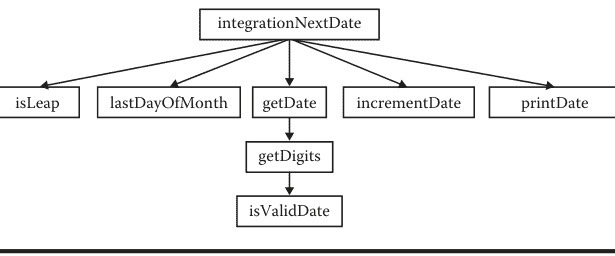 integrationNextDate
isLeap lastDayOfMonth getDate incrementDate printDate
getDigits
isValidDate